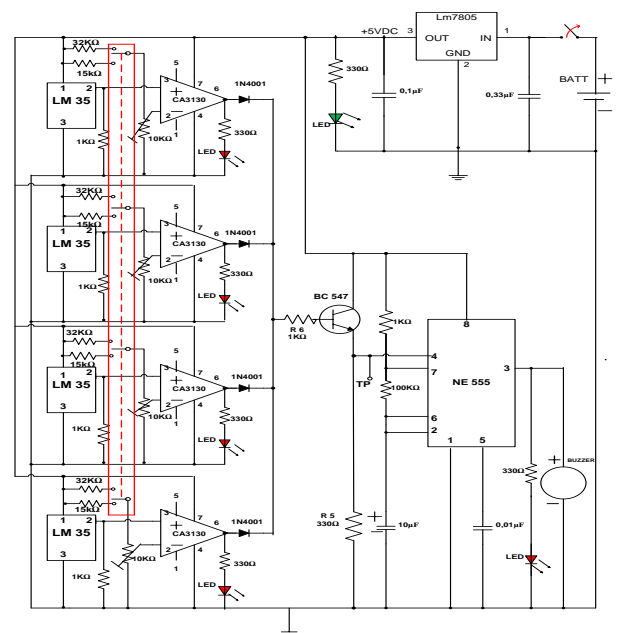 Lm7805
+5VDC 3 OUT IN 1
GND
2
330Ω
0,1µF
0,33µF
BATT
+
−
LED
32KΩ
15kΩ
1 2
LM 35
3
1KΩ
10KΩ
5
3 + 7
CA3130 6
2 − 4
1
1N4001
330Ω
LED
32KΩ
15kΩ
1 2
LM 35
3
1KΩ
10KΩ
5
3 + 7
CA3130 6
2 − 4
1
1N4001
330Ω
LED
32KΩ
15kΩ
1 2
LM 35
3
1KΩ
10KΩ
5
3 + 7
CA3130 6
2 − 4
1
1N4001
330Ω
LED
32KΩ
15kΩ
1 2
LM 35
3
1KΩ
10KΩ
5
3 + 7
CA3130 6
2 − 4
1
1N4001
330Ω
LED
BC 547
R 6
1KΩ
1KΩ
TP
100KΩ
8
4
7
NE 555
3
6
2
1 5
R 5
330Ω
+
10µF
0,01µF
330Ω
LED
+ BUZZER
−